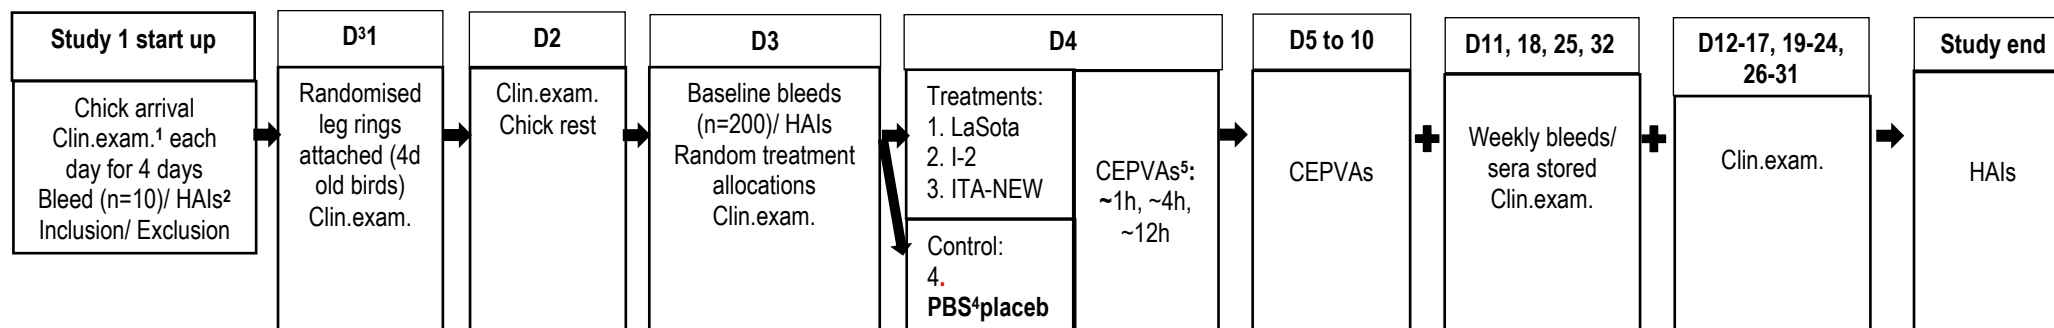 Study 1 start up
Chick arrival
Clin.exam.¹ each
day for 4 days
Bleed (n=10)/ HAIs²
Inclusion/ Exclusion
D³1
Randomised
leg rings
attached (4d
old birds)
Clin.exam.
D2
Clin.exam.
Chick rest
D3
Baseline bleeds
(n=200)/ HAIs
Random treatment
allocations
Clin.exam.
D4
Treatments:
1. LaSota
2. I-2
3. ITA-NEW
Control:
4.
PBS⁴placeb
CEPVAs⁵:
~1h, ~4h,
~12h
D5 to 10
CEPVAs
D11, 18, 25, 32
Weekly bleeds/
sera stored
Clin.exam.
D12-17, 19-24,
26-31
Clin.exam.
Study end
HAIs